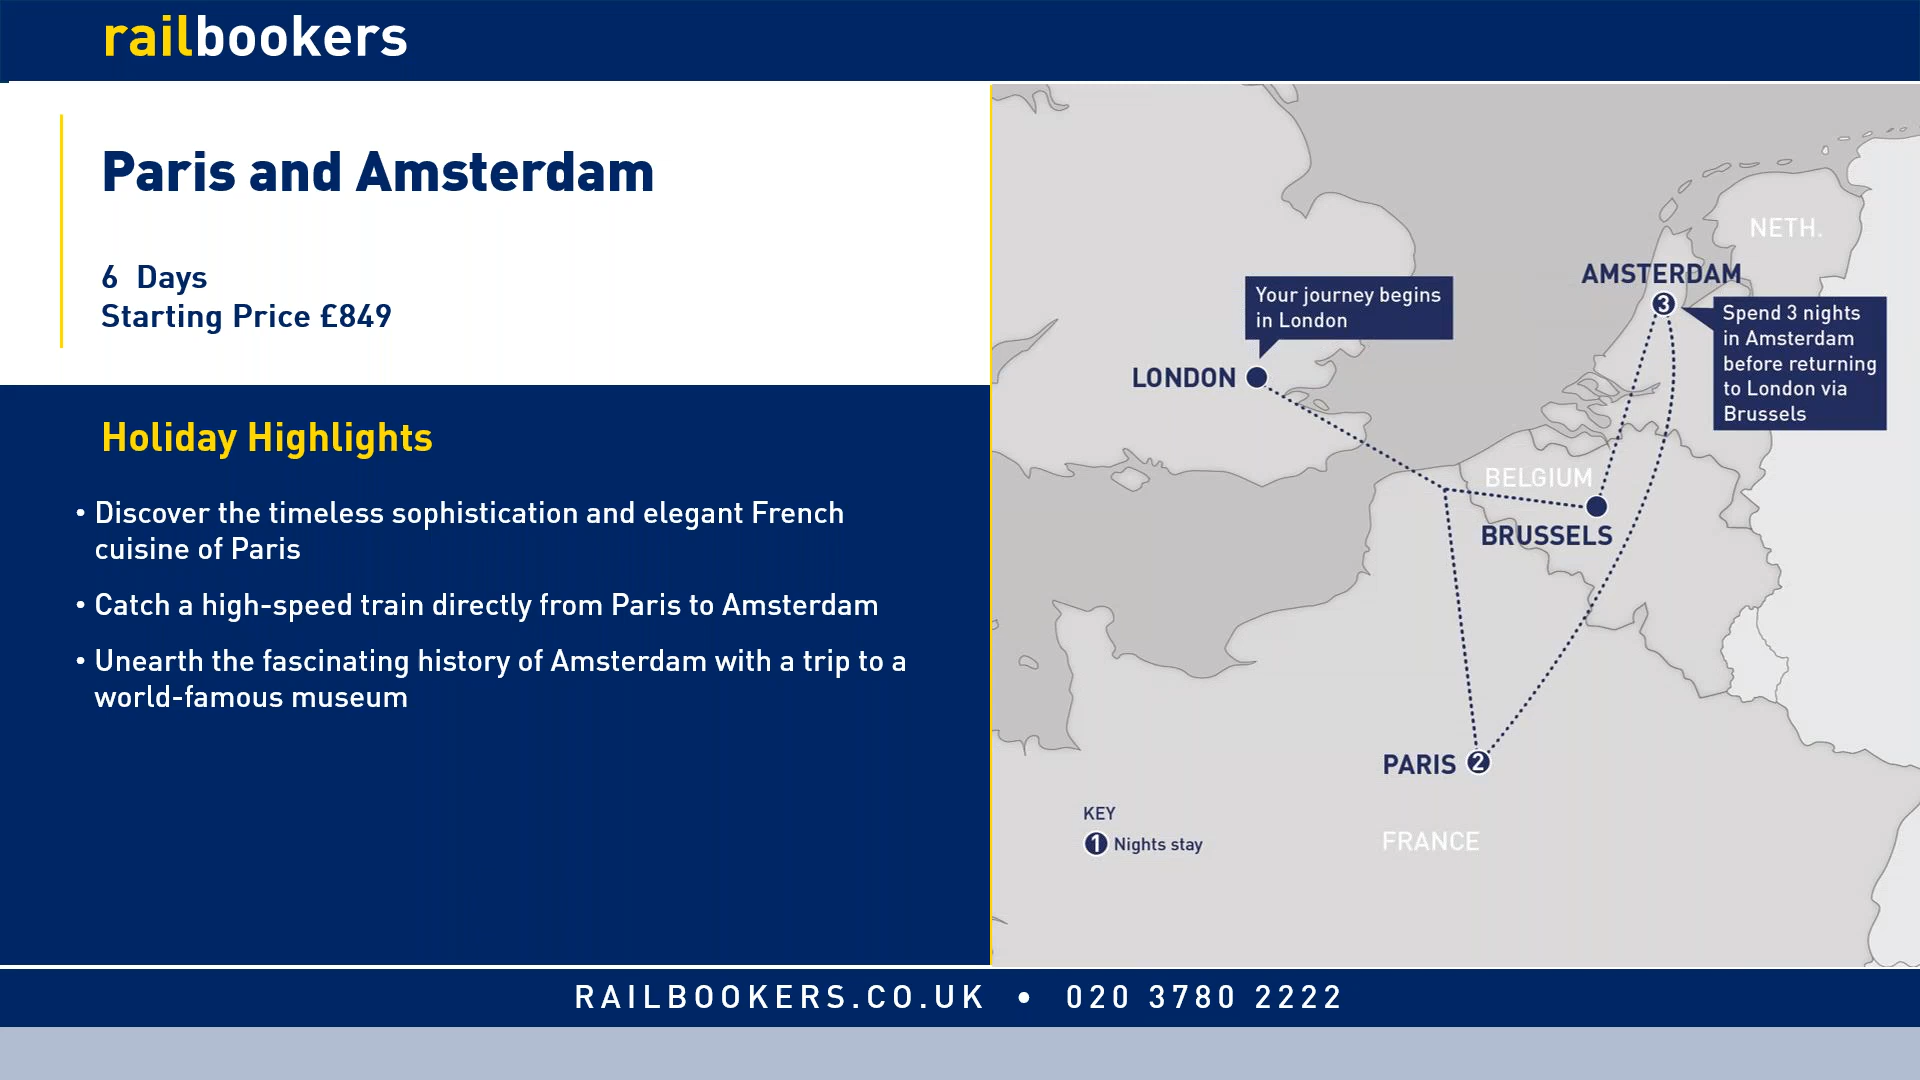 railbookers
Paris and Amsterdam
6 Days
Starting Price £849
Holiday Highlights
• Discover the timeless sophistication and elegant French
cuisine of Paris
• Catch a high-speed train directly from Paris to Amsterdam
• Unearth the fascinating history of Amsterdam with a trip to a
world-famous museum
NETH.
AMSTERDAM
3
Your journey begins
in London
Spend 3 nights
in Amsterdam
before returning
to London via
Brussels
LONDON
BELGIUM
BRUSSELS
PARIS 2
KEY
1 Nights stay
FRANCE
RAILBOOKERS.CO.UK • 020 3780 2222